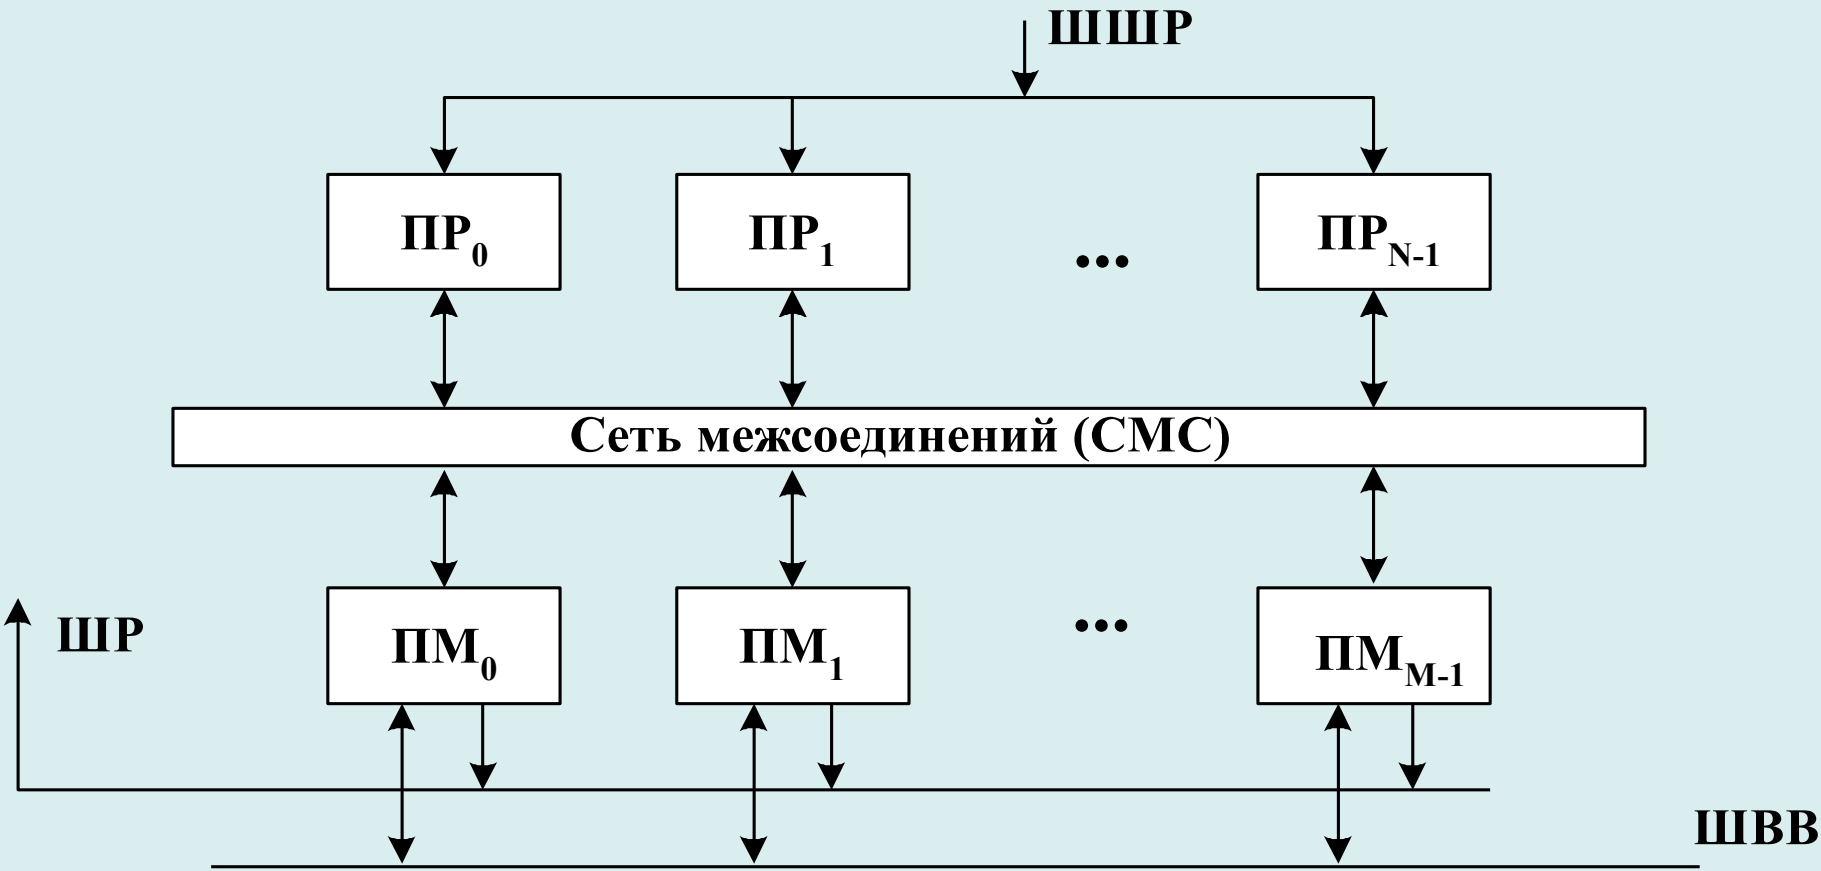 ШШР
ПР0 ПР1 ... ПРN-1
Сеть межсоединений (СМС)
ШР
ПМ0 ПМ1 ... ПМM-1
ШВВ